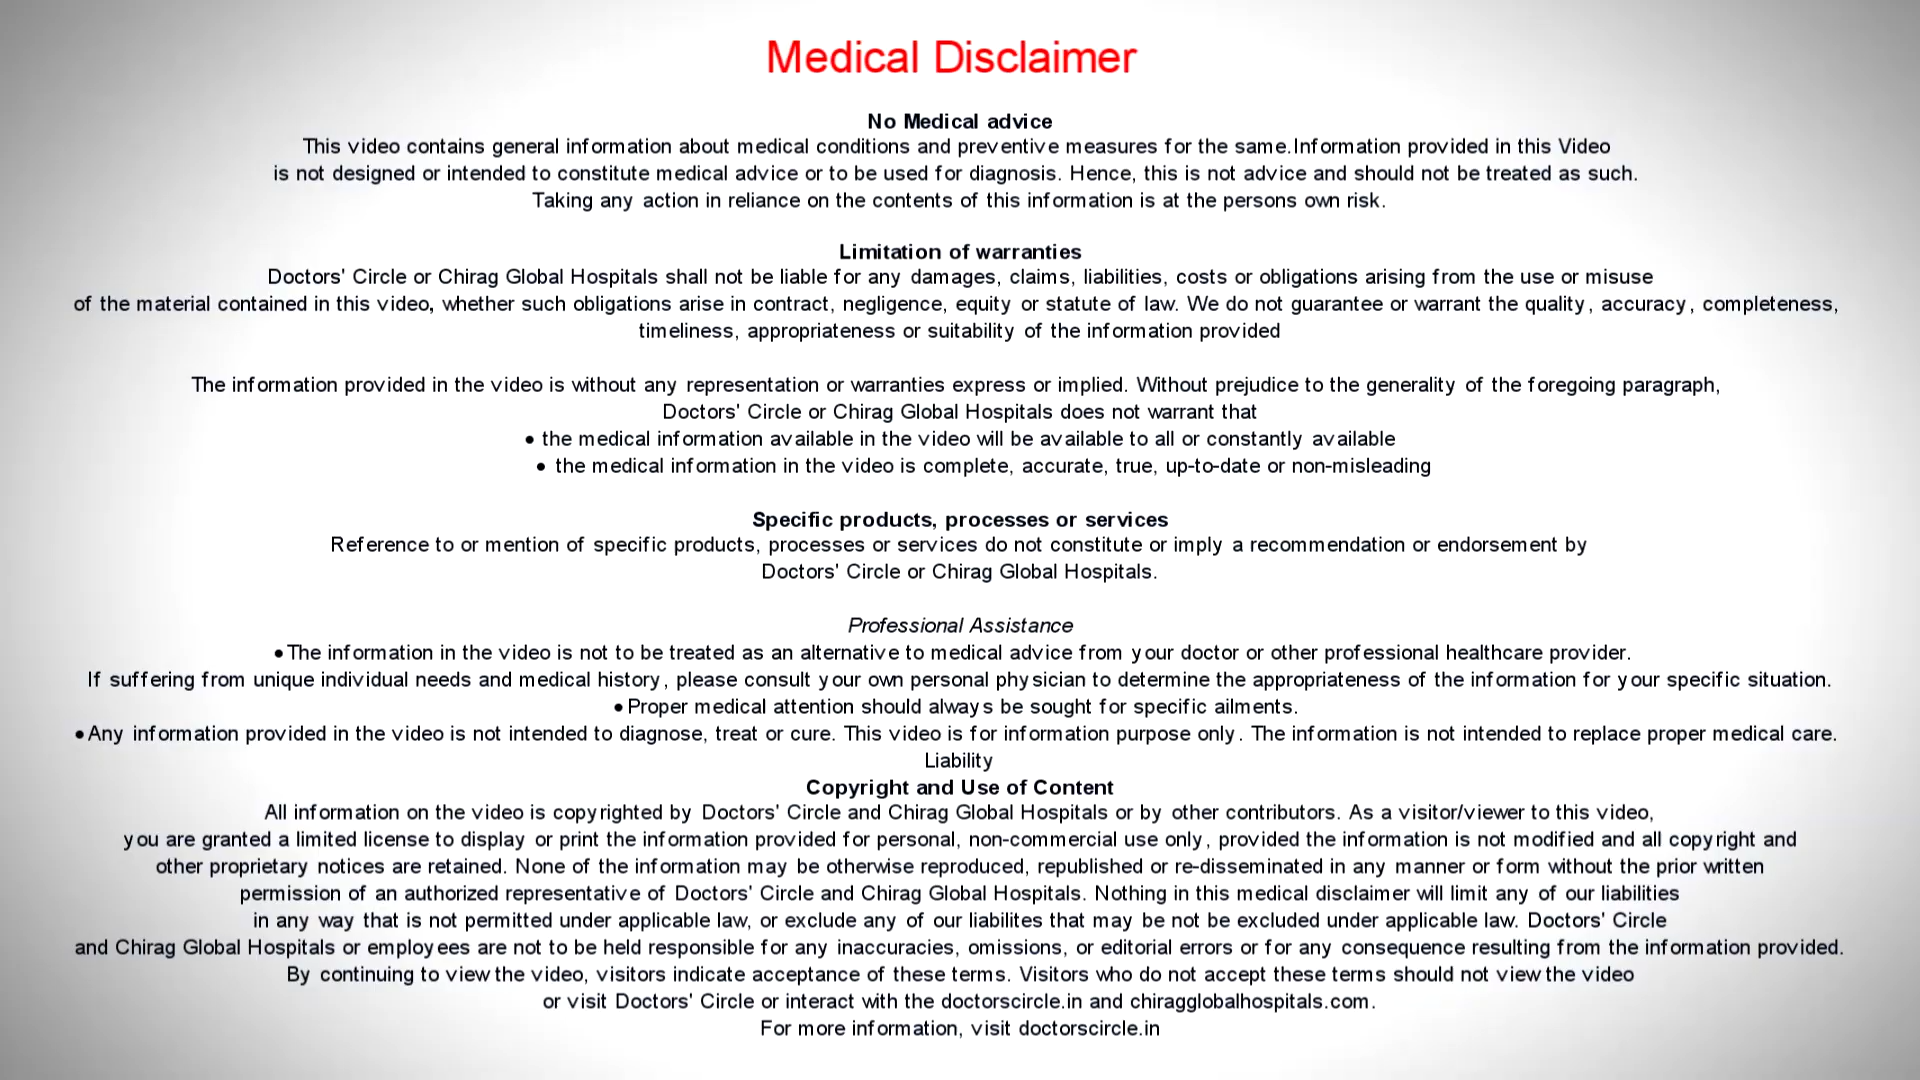 Medical Disclaimer
No Medical advice
This video contains general information about medical conditions and preventive measures for the same.Information provided in this Video
is not designed or intended to constitute medical advice or to be used for diagnosis. Hence, this is not advice and should not be treated as such.
Taking any action in reliance on the contents of this information is at the persons own risk.
Limitation of warranties
Doctors' Circle or Chirag Global Hospitals shall not be liable for any damages, claims, liabilities, costs or obligations arising from the use or misuse
of the material contained in this video, whether such obligations arise in contract, negligence, equity or statute of law. We do not guarantee or warrant the quality, accuracy, completeness,
timeliness, appropriateness or suitability of the information provided
The information provided in the video is without any representation or warranties express or implied. Without prejudice to the generality of the foregoing paragraph,
Doctors' Circle or Chirag Global Hospitals does not warrant that
• the medical information available in the video will be available to all or constantly available
• the medical information in the video is complete, accurate, true, up-to-date or non-misleading
Specific products, processes or services
Reference to or mention of specific products, processes or services do not constitute or imply a recommendation or endorsement by
Doctors' Circle or Chirag Global Hospitals.
Professional Assistance
•The information in the video is not to be treated as an alternative to medical advice from your doctor or other professional healthcare provider.
If suffering from unique individual needs and medical history, please consult your own personal physician to determine the appropriateness of the information for your specific situation.
•Proper medical attention should always be sought for specific ailments.
•Any information provided in the video is not intended to diagnose, treat or cure. This video is for information purpose only. The information is not intended to replace proper medical care.
Liability
Copyright and Use of Content
All information on the video is copyrighted by Doctors' Circle and Chirag Global Hospitals or by other contributors. As a visitor/viewer to this video,
you are granted a limited license to display or print the information provided for personal, non-commercial use only, provided the information is not modified and all copyright and
other proprietary notices are retained. None of the information may be otherwise reproduced, republished or re-disseminated in any manner or form without the prior written
permission of an authorized representative of Doctors' Circle and Chirag Global Hospitals. Nothing in this medical disclaimer will limit any of our liabilities
in any way that is not permitted under applicable law, or exclude any of our liabilites that may be not be excluded under applicable law. Doctors' Circle
and Chirag Global Hospitals or employees are not to be held responsible for any inaccuracies, omissions, or editorial errors or for any consequence resulting from the information provided.
By continuing to view the video, visitors indicate acceptance of these terms. Visitors who do not accept these terms should not view the video
or visit Doctors' Circle or interact with the doctorscircle.in and chiragglobalhospitals.com.
For more information, visit doctorscircle.in